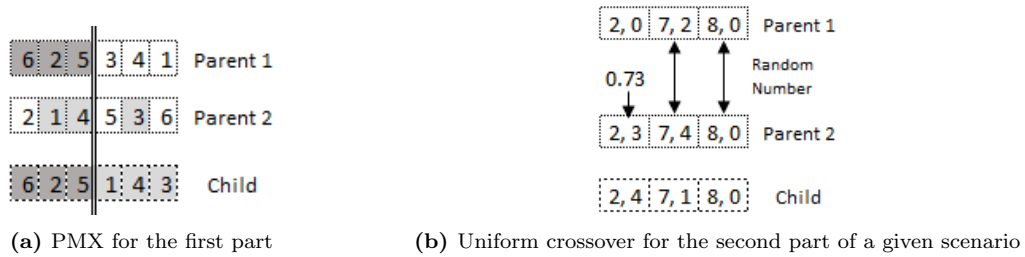 6 2 5 3 4 1 Parent 1
2 1 4 5 3 6 Parent 2
6 2 5 1 4 3 Child
(a) PMX for the first part
2, 0 7, 2 8, 0 Parent 1
Random
Number
0.73
2, 3 7, 4 8, 0 Parent 2
2, 4 7, 1 8, 0 Child
(b) Uniform crossover for the second part of a given scenario